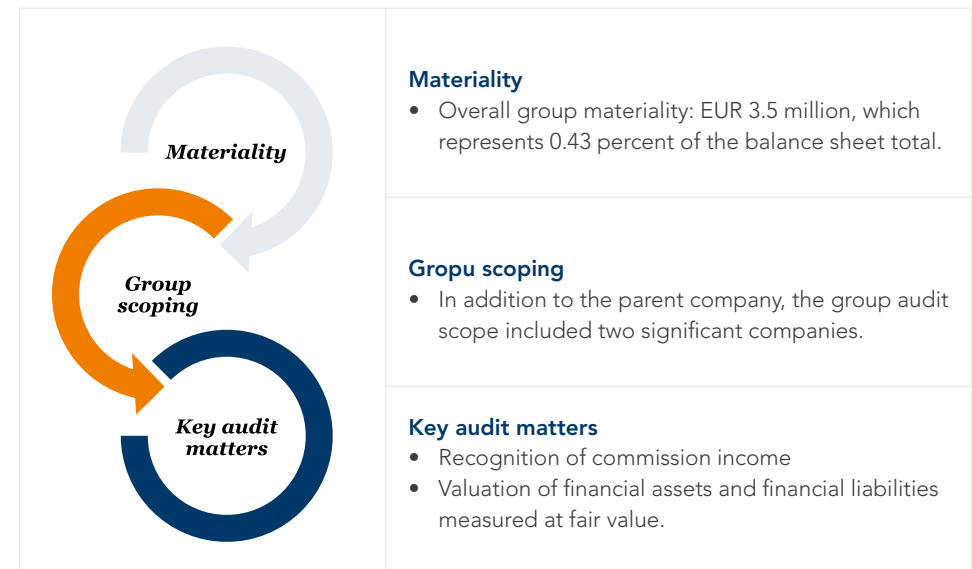 Materiality
Materiality
• Overall group materiality: EUR 3.5 million, which
represents 0.43 percent of the balance sheet total.
Group
scoping
Gropu scoping
• In addition to the parent company, the group audit
scope included two significant companies.
Key audit
matters
Key audit matters
• Recognition of commission income
• Valuation of financial assets and financial liabilities
measured at fair value.